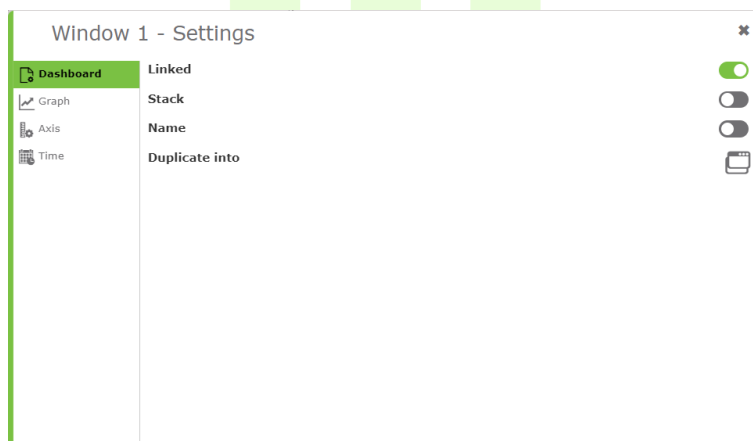 Window 1 - Settings
Dashboard
Graph
Axis
Time
Linked
Stack
Name
Duplicate into